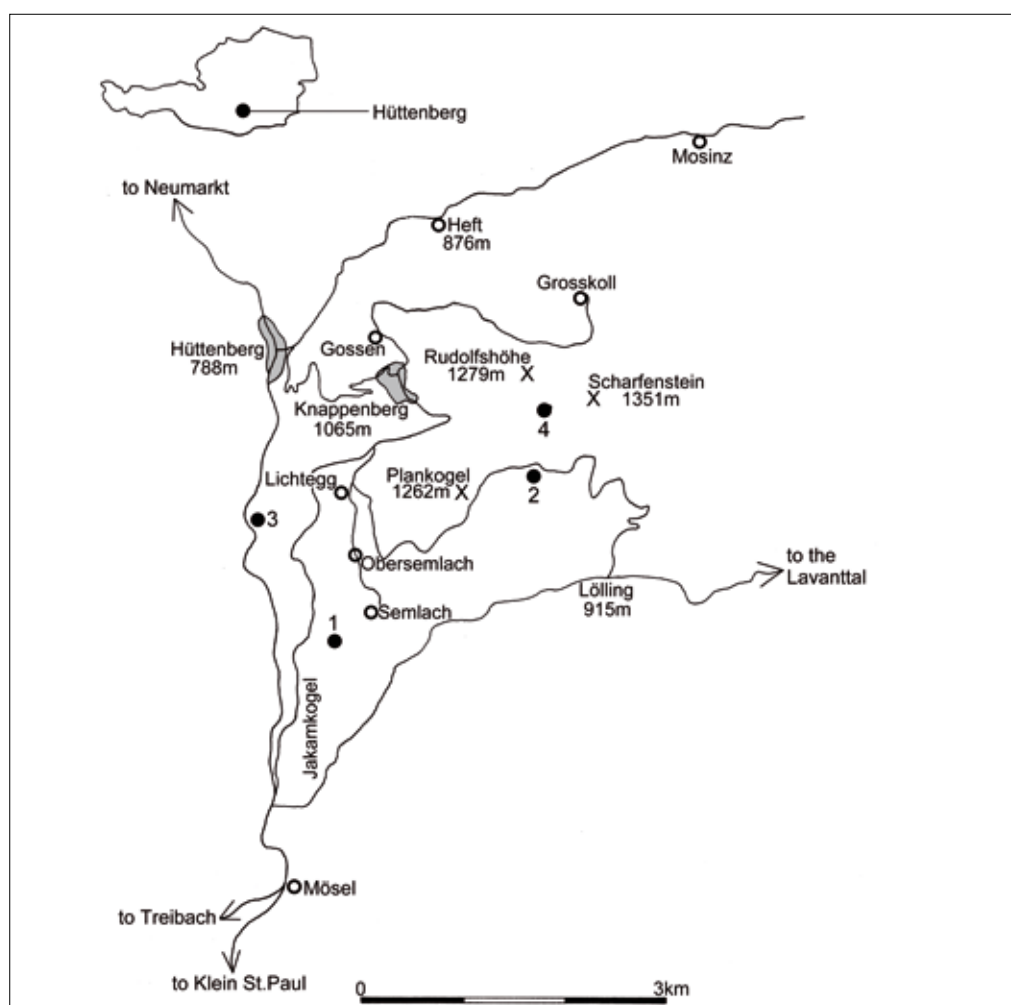 Hüttenberg
Mosinz
to Neumarkt
Heft
876m
Grosskoll
Gossen
Hüttenberg
788m
Rudolfshöhe
1279m X
Scharfenstein
X 1351m
Knappenberg
1065m
4
Lichtegg
Plankogel
1262m X
2
3
Obersemlach
to the
Lavanttal
Lölling
915m
Semlach
1
Jakamkogel
Mösel
to Treibach
to Klein St.Paul
0 3km